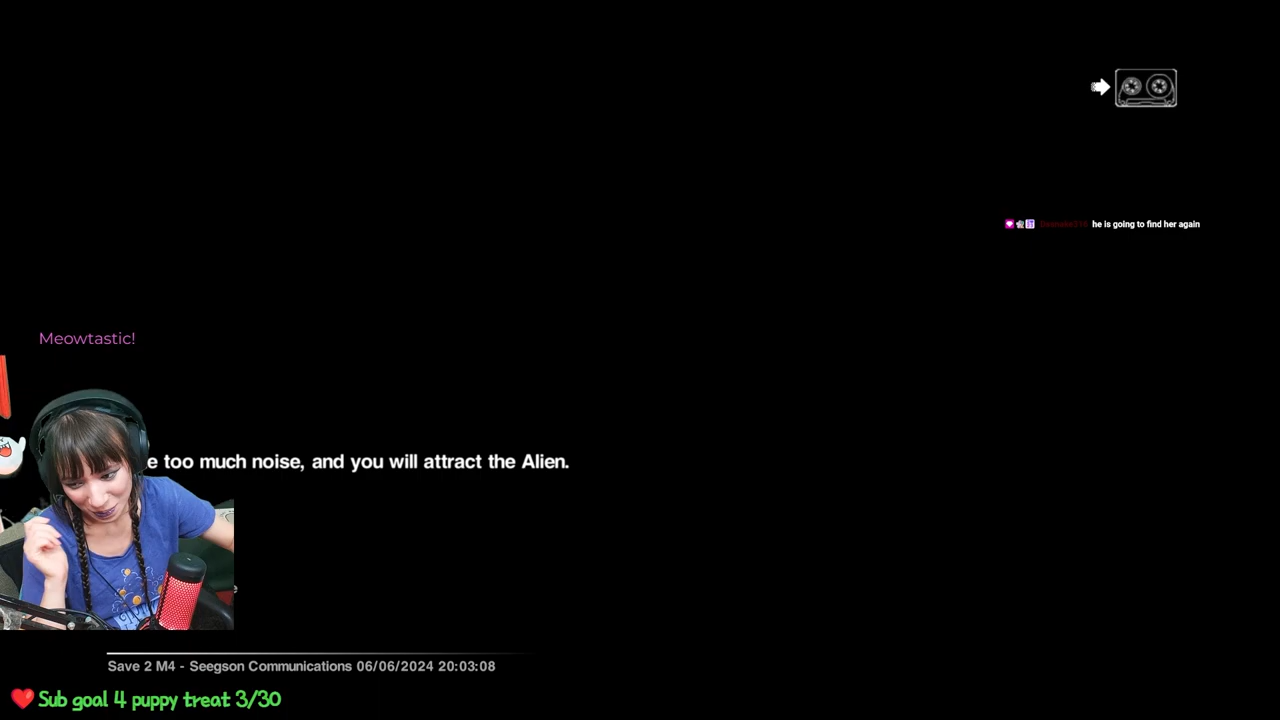 he is going to find her again
Meowtastic!
e too much noise, and you will attract the Alien.
Save 2 M4 - Seegson Communications 06/06/2024 20:03:08
Sub goal 4 puppy treat 3/30